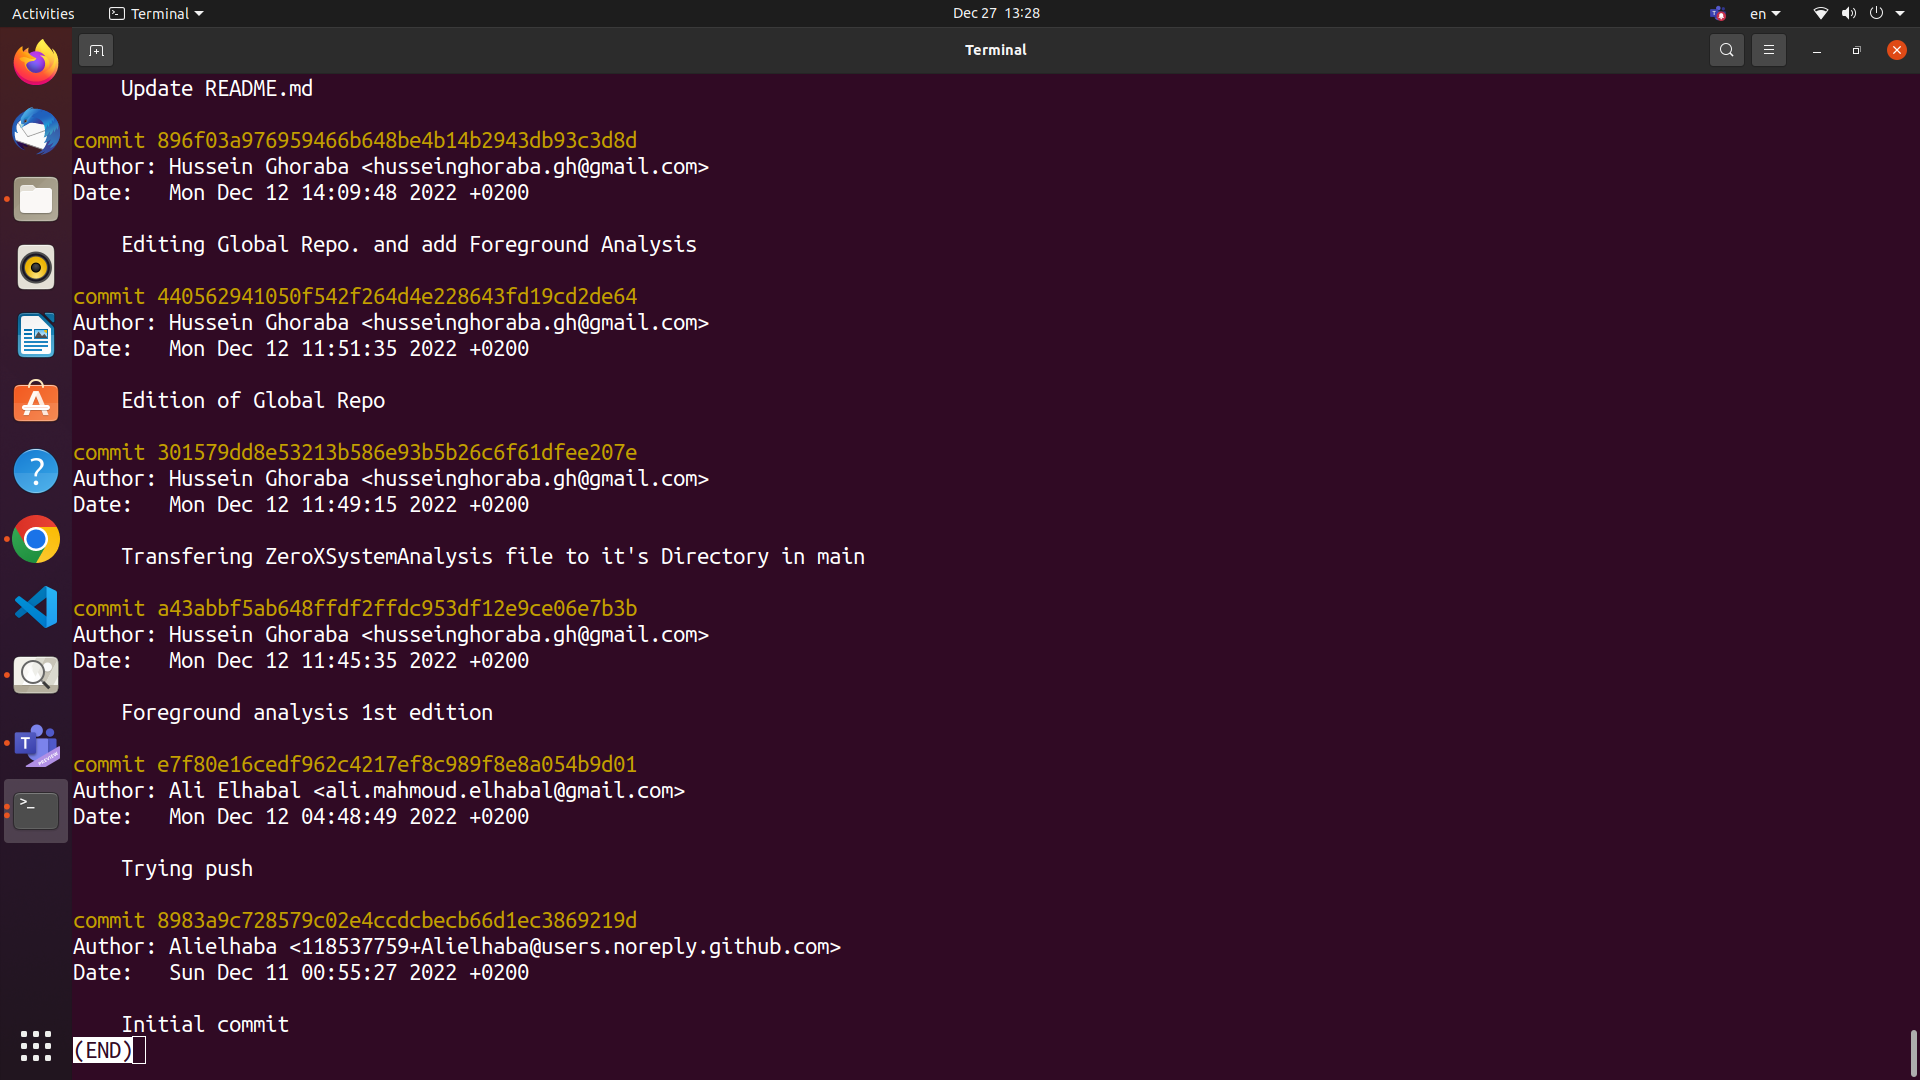 Activities
Terminal
Dec 27 13:28
en
Terminal
Update README.md
commit 896f03a976959466b648be4b14b2943db93c3d8d
Author: Hussein Ghoraba <husseinghoraba.gh@gmail.com>
Date:   Mon Dec 12 14:09:48 2022 +0200
Editing Global Repo. and add Foreground Analysis
commit 440562941050f542f264d4e228643fd19cd2de64
Author: Hussein Ghoraba <husseinghoraba.gh@gmail.com>
Date:   Mon Dec 12 11:51:35 2022 +0200
Edition of Global Repo
commit 301579dd8e53213b586e93b5b26c6f61dfee207e
Author: Hussein Ghoraba <husseinghoraba.gh@gmail.com>
Date:   Mon Dec 12 11:49:15 2022 +0200
Transfering ZeroXSystemAnalysis file to it's Directory in main
commit a43abbf5ab648ffdf2ffdc953df12e9ce06e7b3b
Author: Hussein Ghoraba <husseinghoraba.gh@gmail.com>
Date:   Mon Dec 12 11:45:35 2022 +0200
Foreground analysis 1st edition
commit e7f80e16cedf962c4217ef8c989f8e8a054b9d01
Author: Ali Elhabal <ali.mahmoud.elhabal@gmail.com>
Date:   Mon Dec 12 04:48:49 2022 +0200
Trying push
commit 8983a9c728579c02e4ccdcbecb66d1ec3869219d
Author: Alielhaba <118537759+Alielhaba@users.noreply.github.com>
Date:   Sun Dec 11 00:55:27 2022 +0200
Initial commit
(END)